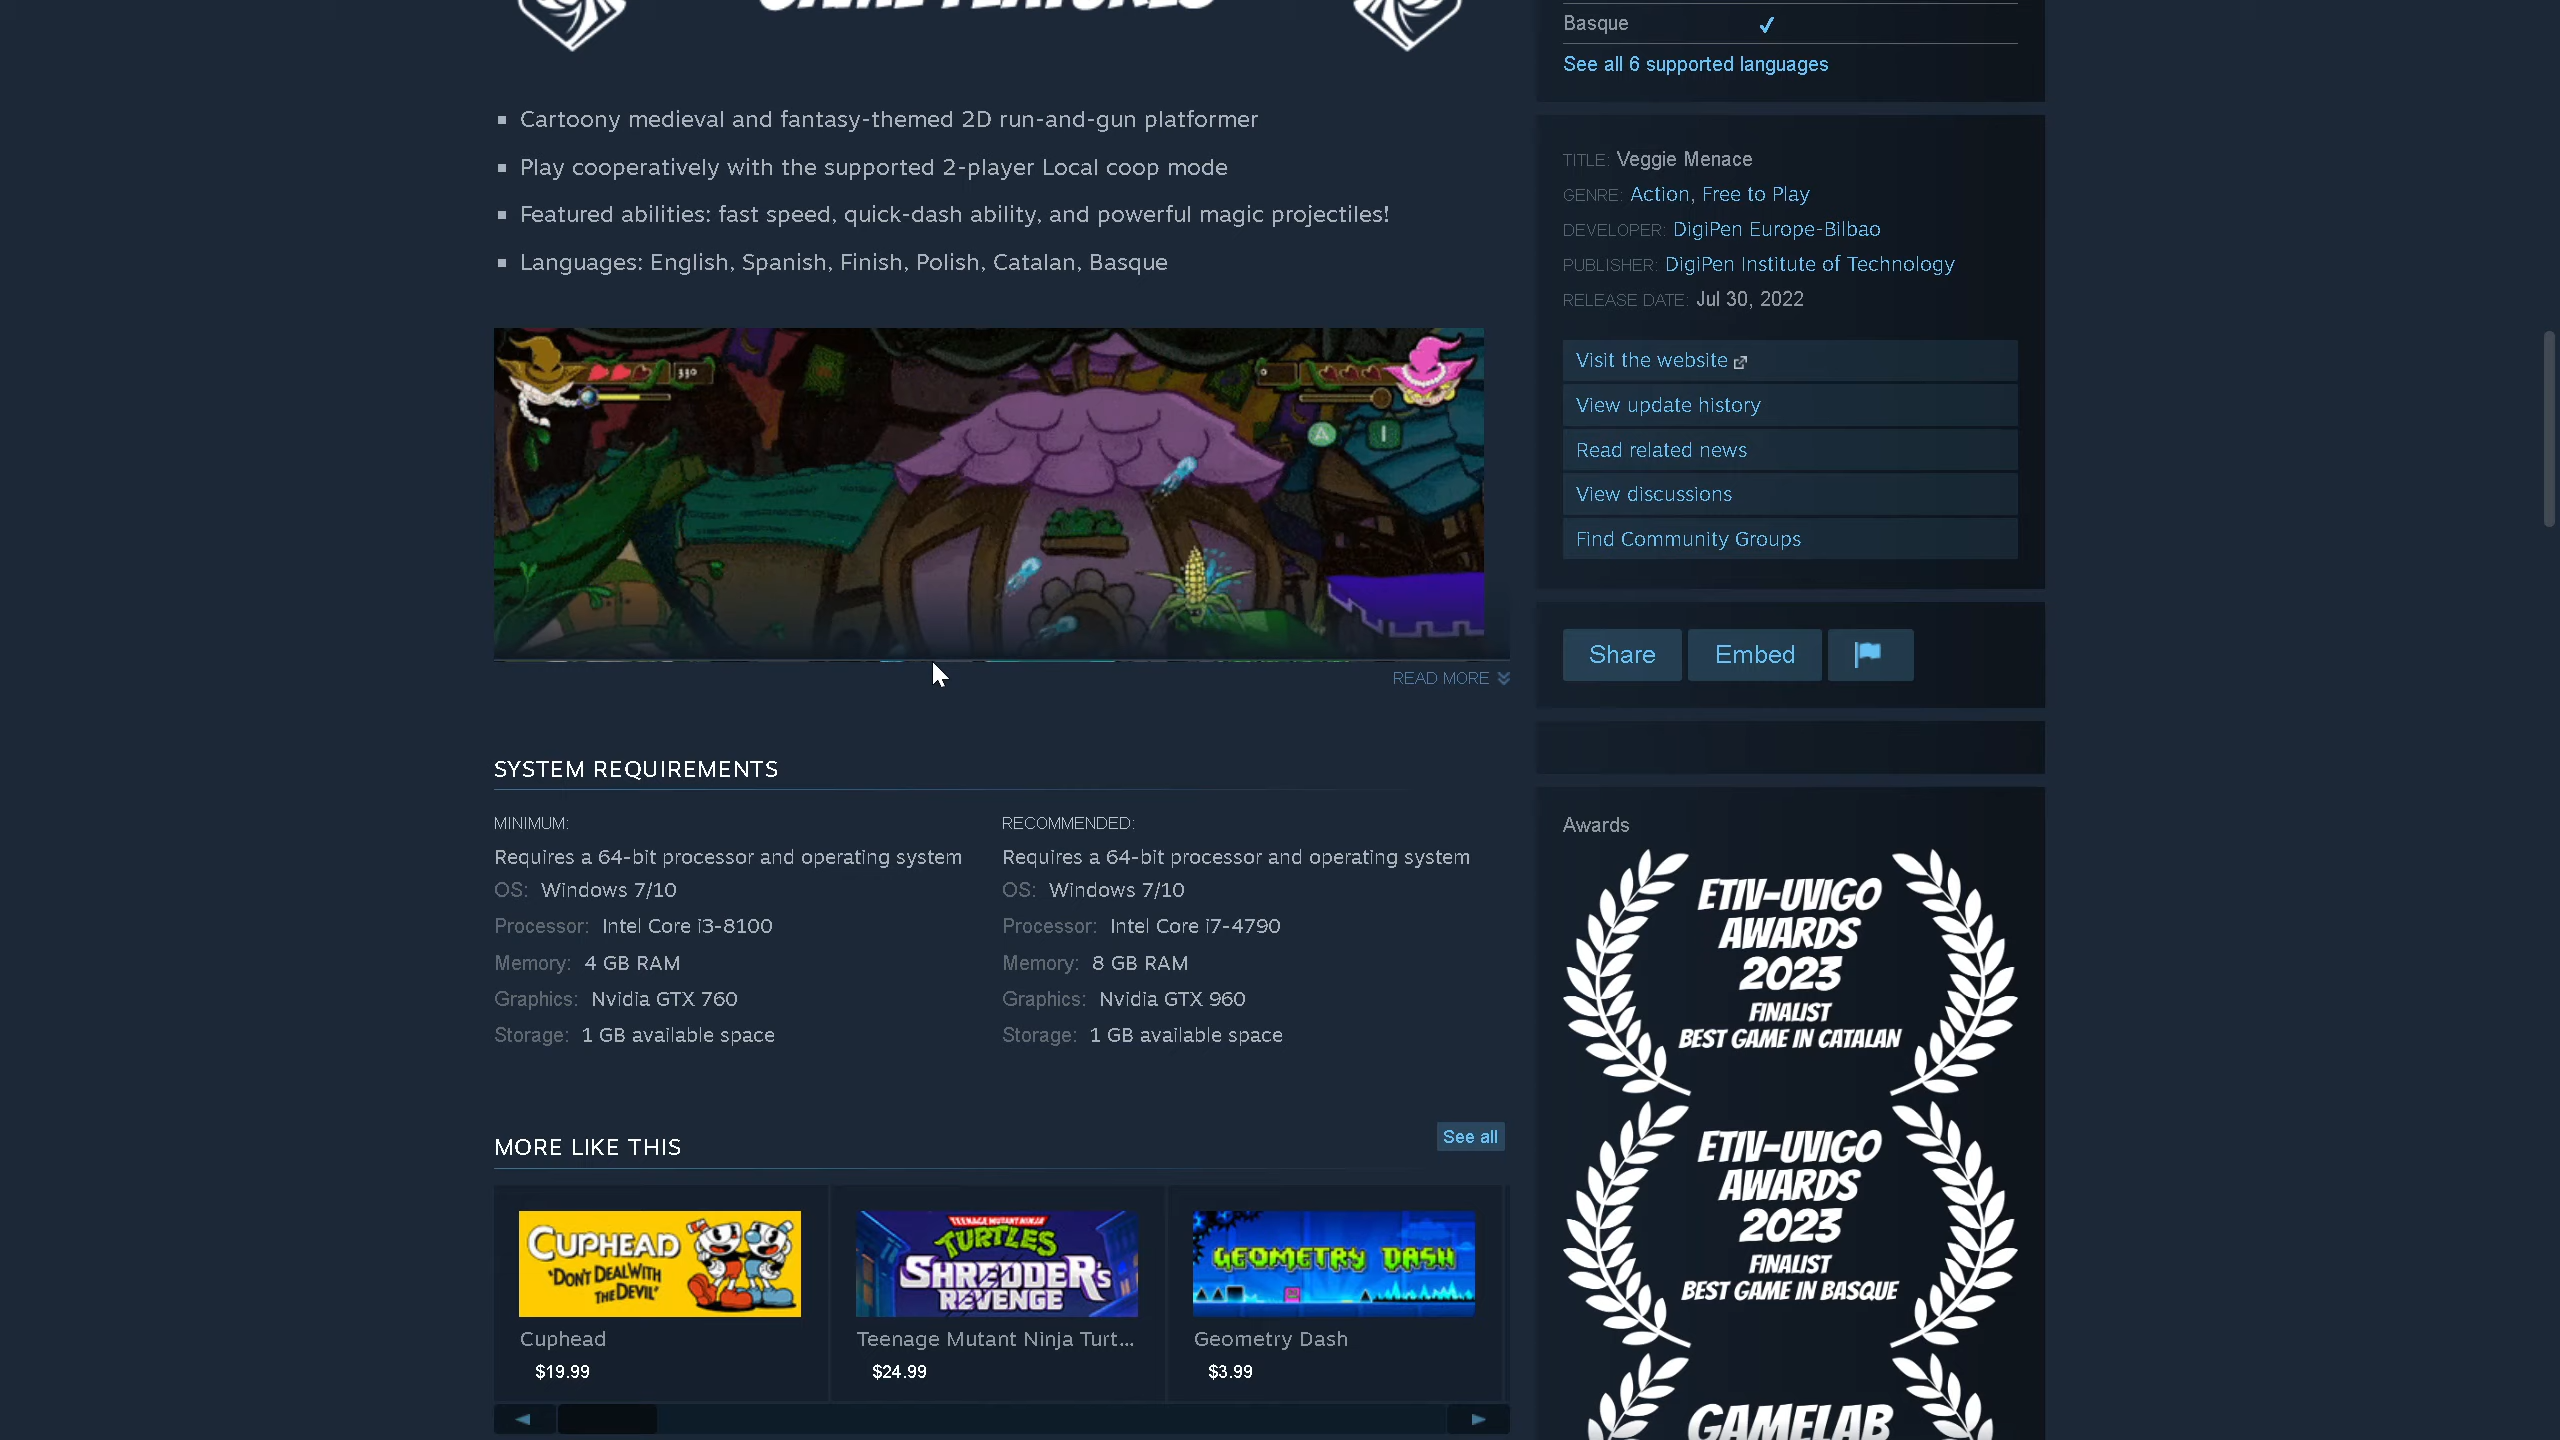 GAME FEATURES
Cartoony medieval and fantasy-themed 2D run-and-gun platformer
Play cooperatively with the supported 2-player Local coop mode
Featured abilities: fast speed, quick-dash ability, and powerful magic projectiles!
Languages: English, Spanish, Finish, Polish, Catalan, Basque
330
0
A
READ MORE
SYSTEM REQUIREMENTS
MINIMUM:
Requires a 64-bit processor and operating system
OS: Windows 7/10
Processor: Intel Core i3-8100
Memory: 4 GB RAM
Graphics: Nvidia GTX 760
Storage: 1 GB available space
RECOMMENDED:
Requires a 64-bit processor and operating system
OS: Windows 7/10
Processor: Intel Core i7-4790
Memory: 8 GB RAM
Graphics: Nvidia GTX 960
Storage: 1 GB available space
MORE LIKE THIS
See all
CUPHEAD
"DON'T DEAL WITH
THE DEVIL"
Cuphead
$19.99
TEENAGE MUTANT NINJA
TURTLES
SHREDDER'S
REVENGE
Teenage Mutant Ninja Turt...
$24.99
GEOMETRY DASH
Geometry Dash
$3.99
Basque
See all 6 supported languages
TITLE: Veggie Menace
GENRE: Action, Free to Play
DEVELOPER: DigiPen Europe-Bilbao
PUBLISHER: DigiPen Institute of Technology
RELEASE DATE: Jul 30, 2022
Visit the website
View update history
Read related news
View discussions
Find Community Groups
Share
Embed
Awards
ETIV-UVIGO
AWARDS
2023
FINALIST
BEST GAME IN CATALAN
ETIV-UVIGO
AWARDS
2023
FINALIST
BEST GAME IN BASQUE
GAMELAB